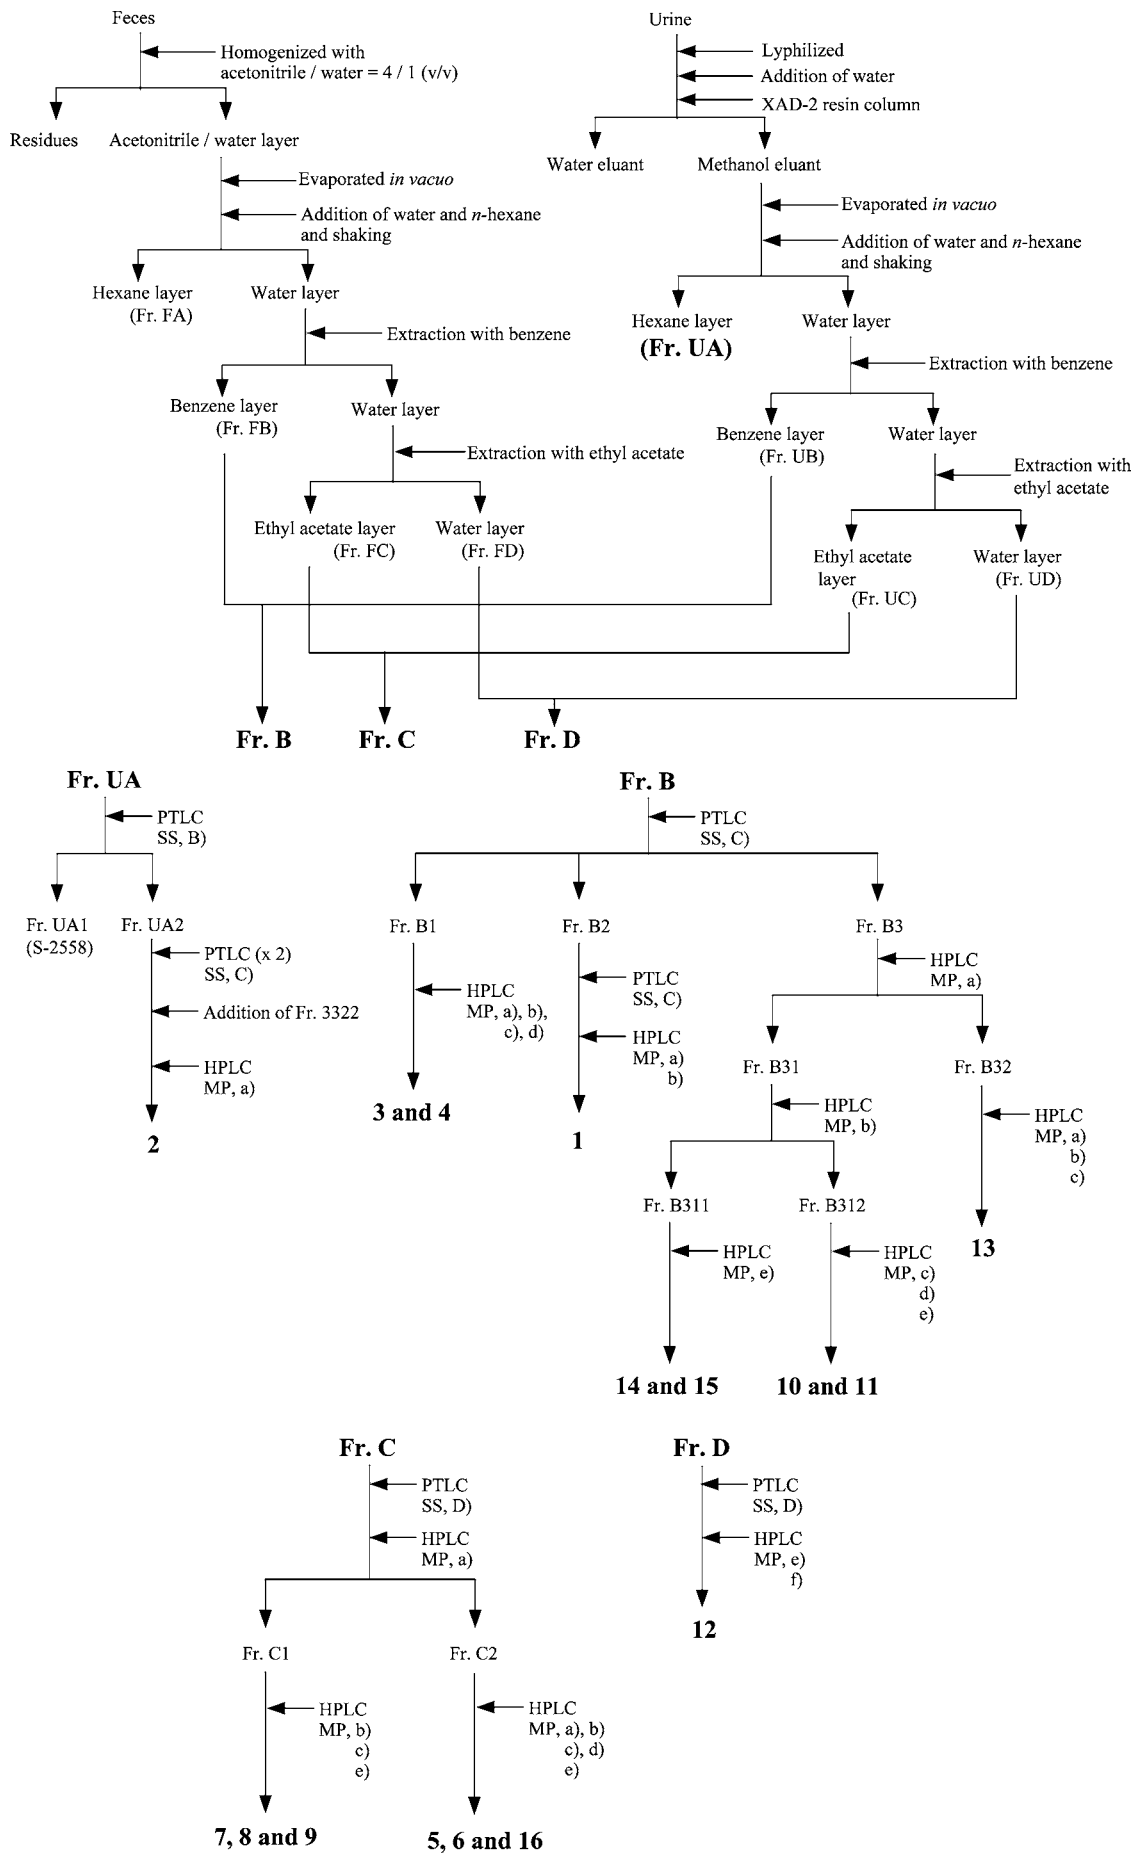 Feces
Homogenized with
acetonitrile / water = 4 / 1 (v/v)
Residues
Acetonitrile / water layer
Evaporated in vacuo
Addition of water and n-hexane
and shaking
Hexane layer
(Fr. FA)
Water layer
Extraction with benzene
Benzene layer
(Fr. FB)
Water layer
Extraction with ethyl acetate
Ethyl acetate layer
(Fr. FC)
Water layer
(Fr. FD)
Urine
Lyphilized
Addition of water
XAD-2 resin column
Water eluant
Methanol eluant
Evaporated in vacuo
Addition of water and n-hexane
and shaking
Hexane layer
(Fr. UA)
Water layer
Extraction with benzene
Benzene layer
(Fr. UB)
Water layer
Extraction with
ethyl acetate
Ethyl acetate
layer
(Fr. UC)
Water layer
(Fr. UD)
Fr. B
Fr. C
Fr. D
Fr. UA
PTLC
SS, B)
Fr. UA1
(S-2558)
Fr. UA2
PTLC (x 2)
SS, C)
Addition of Fr. 3322
HPLC
MP, a)
2
Fr. B
PTLC
SS, C)
Fr. B1
HPLC
MP, a), b),
c), d)
3 and 4
Fr. B2
PTLC
SS, C)
HPLC
MP, a)
b)
1
Fr. B3
HPLC
MP, a)
Fr. B31
HPLC
MP, b)
Fr. B311
HPLC
MP, e)
14 and 15
Fr. B312
HPLC
MP, c)
d)
e)
10 and 11
Fr. B32
HPLC
MP, a)
b)
c)
13
Fr. C
PTLC
SS, D)
HPLC
MP, a)
Fr. C1
HPLC
MP, b)
c)
e)
7, 8 and 9
Fr. C2
HPLC
MP, a), b)
c), d)
e)
5, 6 and 16
Fr. D
PTLC
SS, D)
HPLC
MP, e)
f)
12